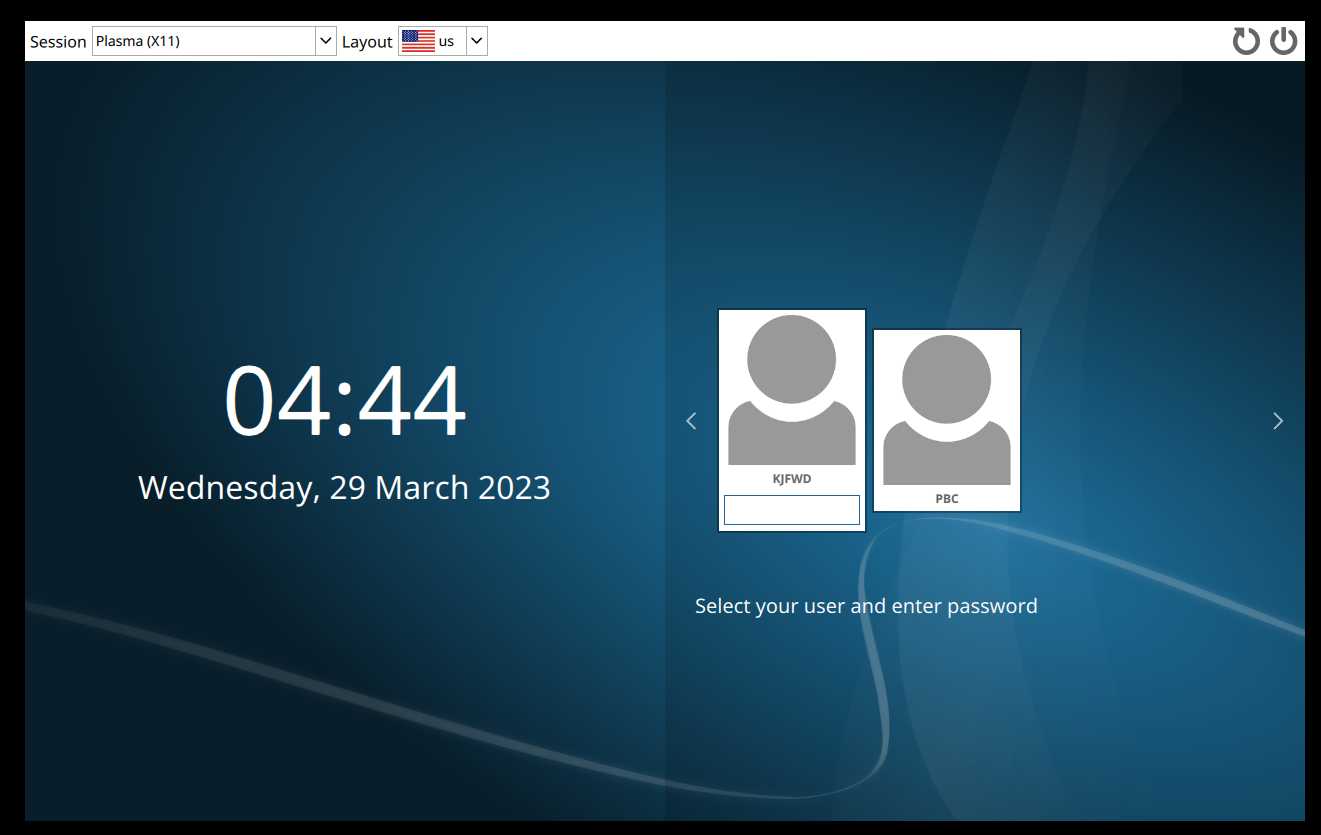 Session Plasma (X11) Layout us
04:44
Wednesday, 29 March 2023
KJFWD
PBC
Select your user and enter password